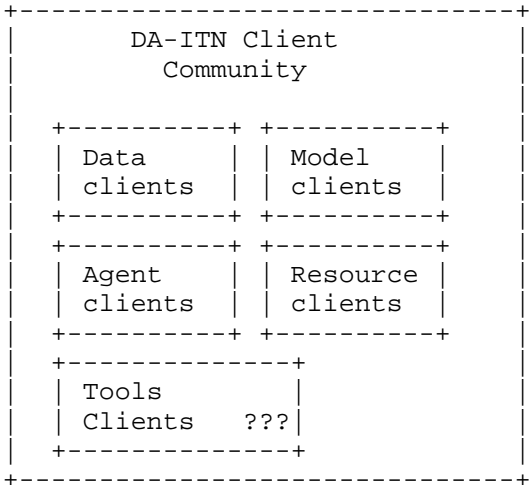 DA-ITN Client
Community
Data Model
clients clients
Agent Resource
clients clients
Tools
Clients ???